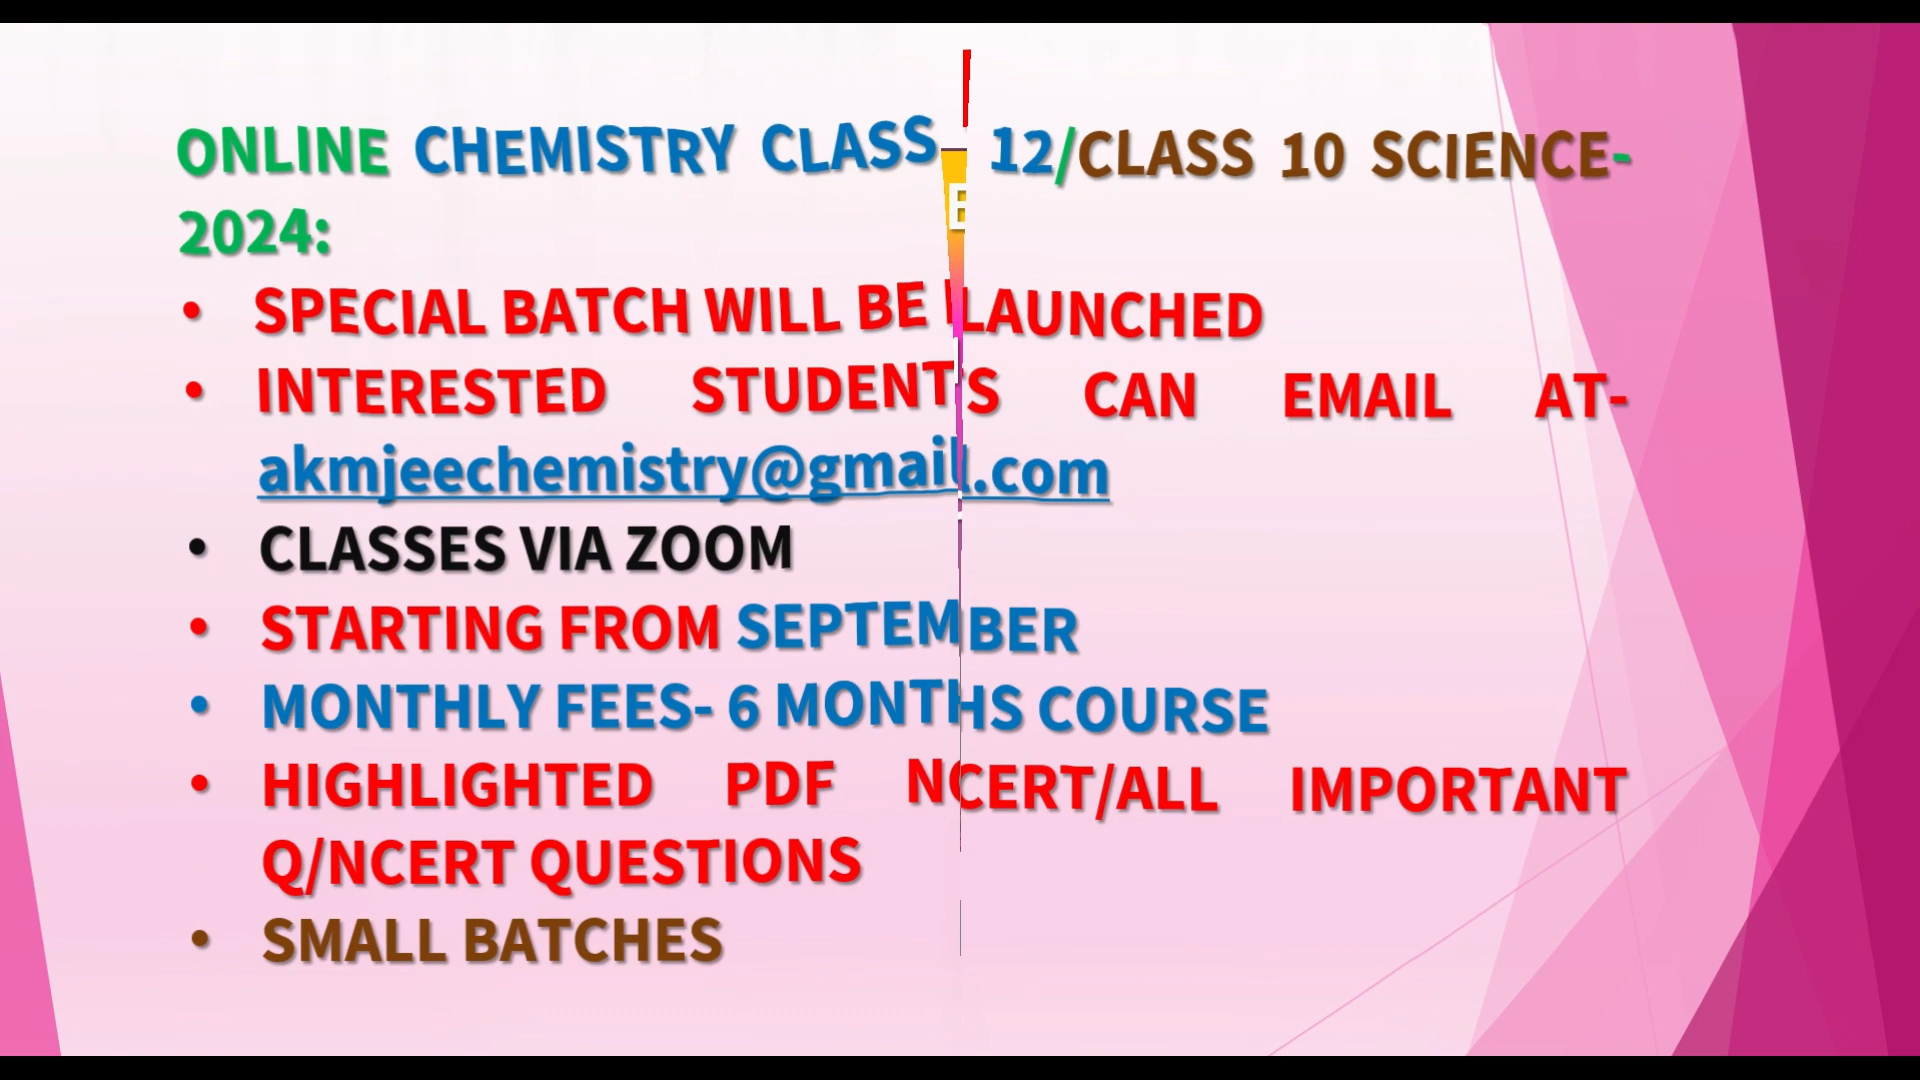 ONLINE CHEMISTRY CLASS 12/CLASS 10 SCIENCE-
2024:
• SPECIAL BATCH WILL BE LAUNCHED
• INTERESTED STUDENTS CAN EMAIL AT-
akmjeechemistry@gmail.com
• CLASSES VIA ZOOM
• STARTING FROM SEPTEMBER
• MONTHLY FEES- 6 MONTHS COURSE
• HIGHLIGHTED PDF NCERT/ALL IMPORTANT
Q/NCERT QUESTIONS
• SMALL BATCHES